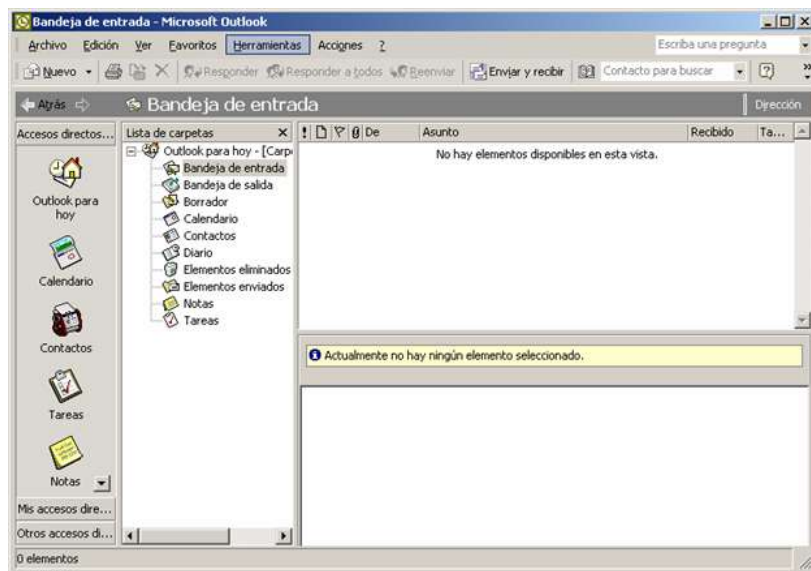 Bandeja de entrada - Microsoft Outlook
Archivo Edición Ver Favoritos Herramientas Acciones ?
Escriba una pregunta
Nuevo Responder Responder a todos Reenviar Enviar y recibir Contacto para buscar
Atrás Bandeja de entrada Dirección
Accesos directos...
Outlook para
hoy
Calendario
Contactos
Tareas
Notas
Mis accesos dire...
Otros accesos di...
Lista de carpetas
Outlook para hoy - [Carp
Bandeja de entrada
Bandeja de salida
Borrador
Calendario
Contactos
Diario
Elementos eliminados
Elementos enviados
Notas
Tareas
! De Asunto Recibido Ta...
No hay elementos disponibles en esta vista.
Actualmente no hay ningún elemento seleccionado.
0 elementos